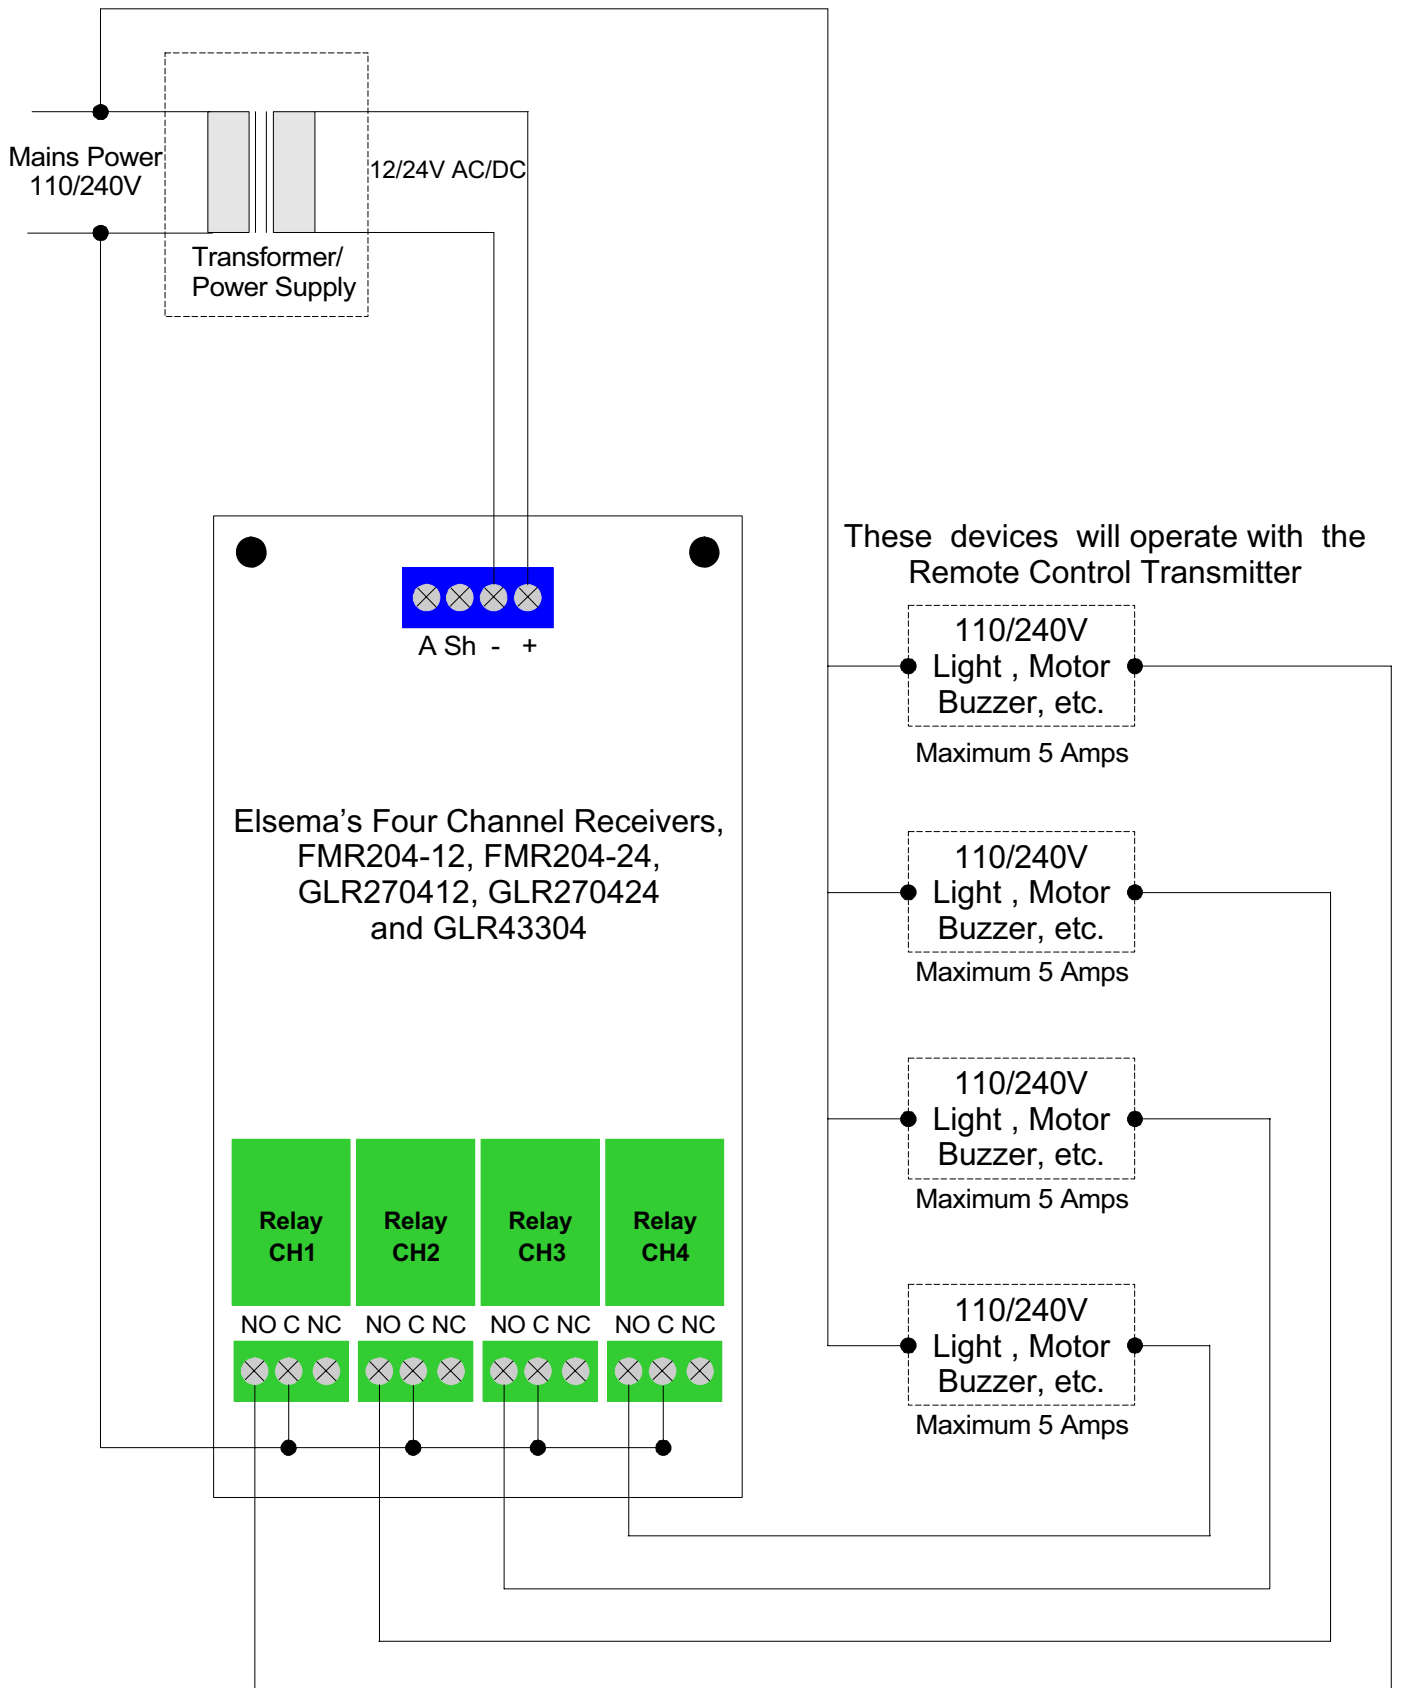 Mains Power
110/240V
12/24V AC/DC
Transformer/
Power Supply
These devices will operate with the
Remote Control Transmitter
A Sh - +
110/240V
Light , Motor
Buzzer, etc.
Maximum 5 Amps
Elsema’s Four Channel Receivers,
FMR204-12, FMR204-24,
GLR270412, GLR270424
and GLR43304
110/240V
Light , Motor
Buzzer, etc.
Maximum 5 Amps
110/240V
Light , Motor
Buzzer, etc.
Maximum 5 Amps
Relay
CH1
Relay
CH2
Relay
CH3
Relay
CH4
NO C NC
NO C NC
NO C NC
NO C NC
110/240V
Light , Motor
Buzzer, etc.
Maximum 5 Amps